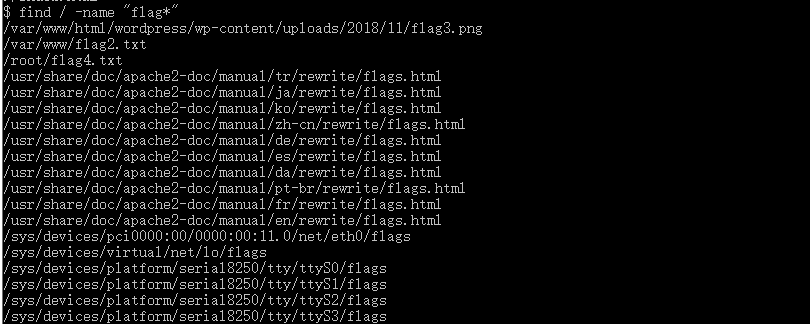 $ find / -name "flag*"
/var/www/html/wordpress/wp-content/uploads/2018/11/flag3.png
/var/www/flag2.txt
/root/flag4.txt
/usr/share/doc/apache2-doc/manual/tr/rewrite/flags.html
/usr/share/doc/apache2-doc/manual/ja/rewrite/flags.html
/usr/share/doc/apache2-doc/manual/ko/rewrite/flags.html
/usr/share/doc/apache2-doc/manual/zh-cn/rewrite/flags.html
/usr/share/doc/apache2-doc/manual/de/rewrite/flags.html
/usr/share/doc/apache2-doc/manual/es/rewrite/flags.html
/usr/share/doc/apache2-doc/manual/da/rewrite/flags.html
/usr/share/doc/apache2-doc/manual/pt-br/rewrite/flags.html
/usr/share/doc/apache2-doc/manual/fr/rewrite/flags.html
/usr/share/doc/apache2-doc/manual/en/rewrite/flags.html
/sys/devices/pci0000:00/0000:00:11.0/net/eth0/flags
/sys/devices/virtual/net/lo/flags
/sys/devices/platform/serial8250/tty/ttyS0/flags
/sys/devices/platform/serial8250/tty/ttyS1/flags
/sys/devices/platform/serial8250/tty/ttyS2/flags
/sys/devices/platform/serial8250/tty/ttyS3/flags